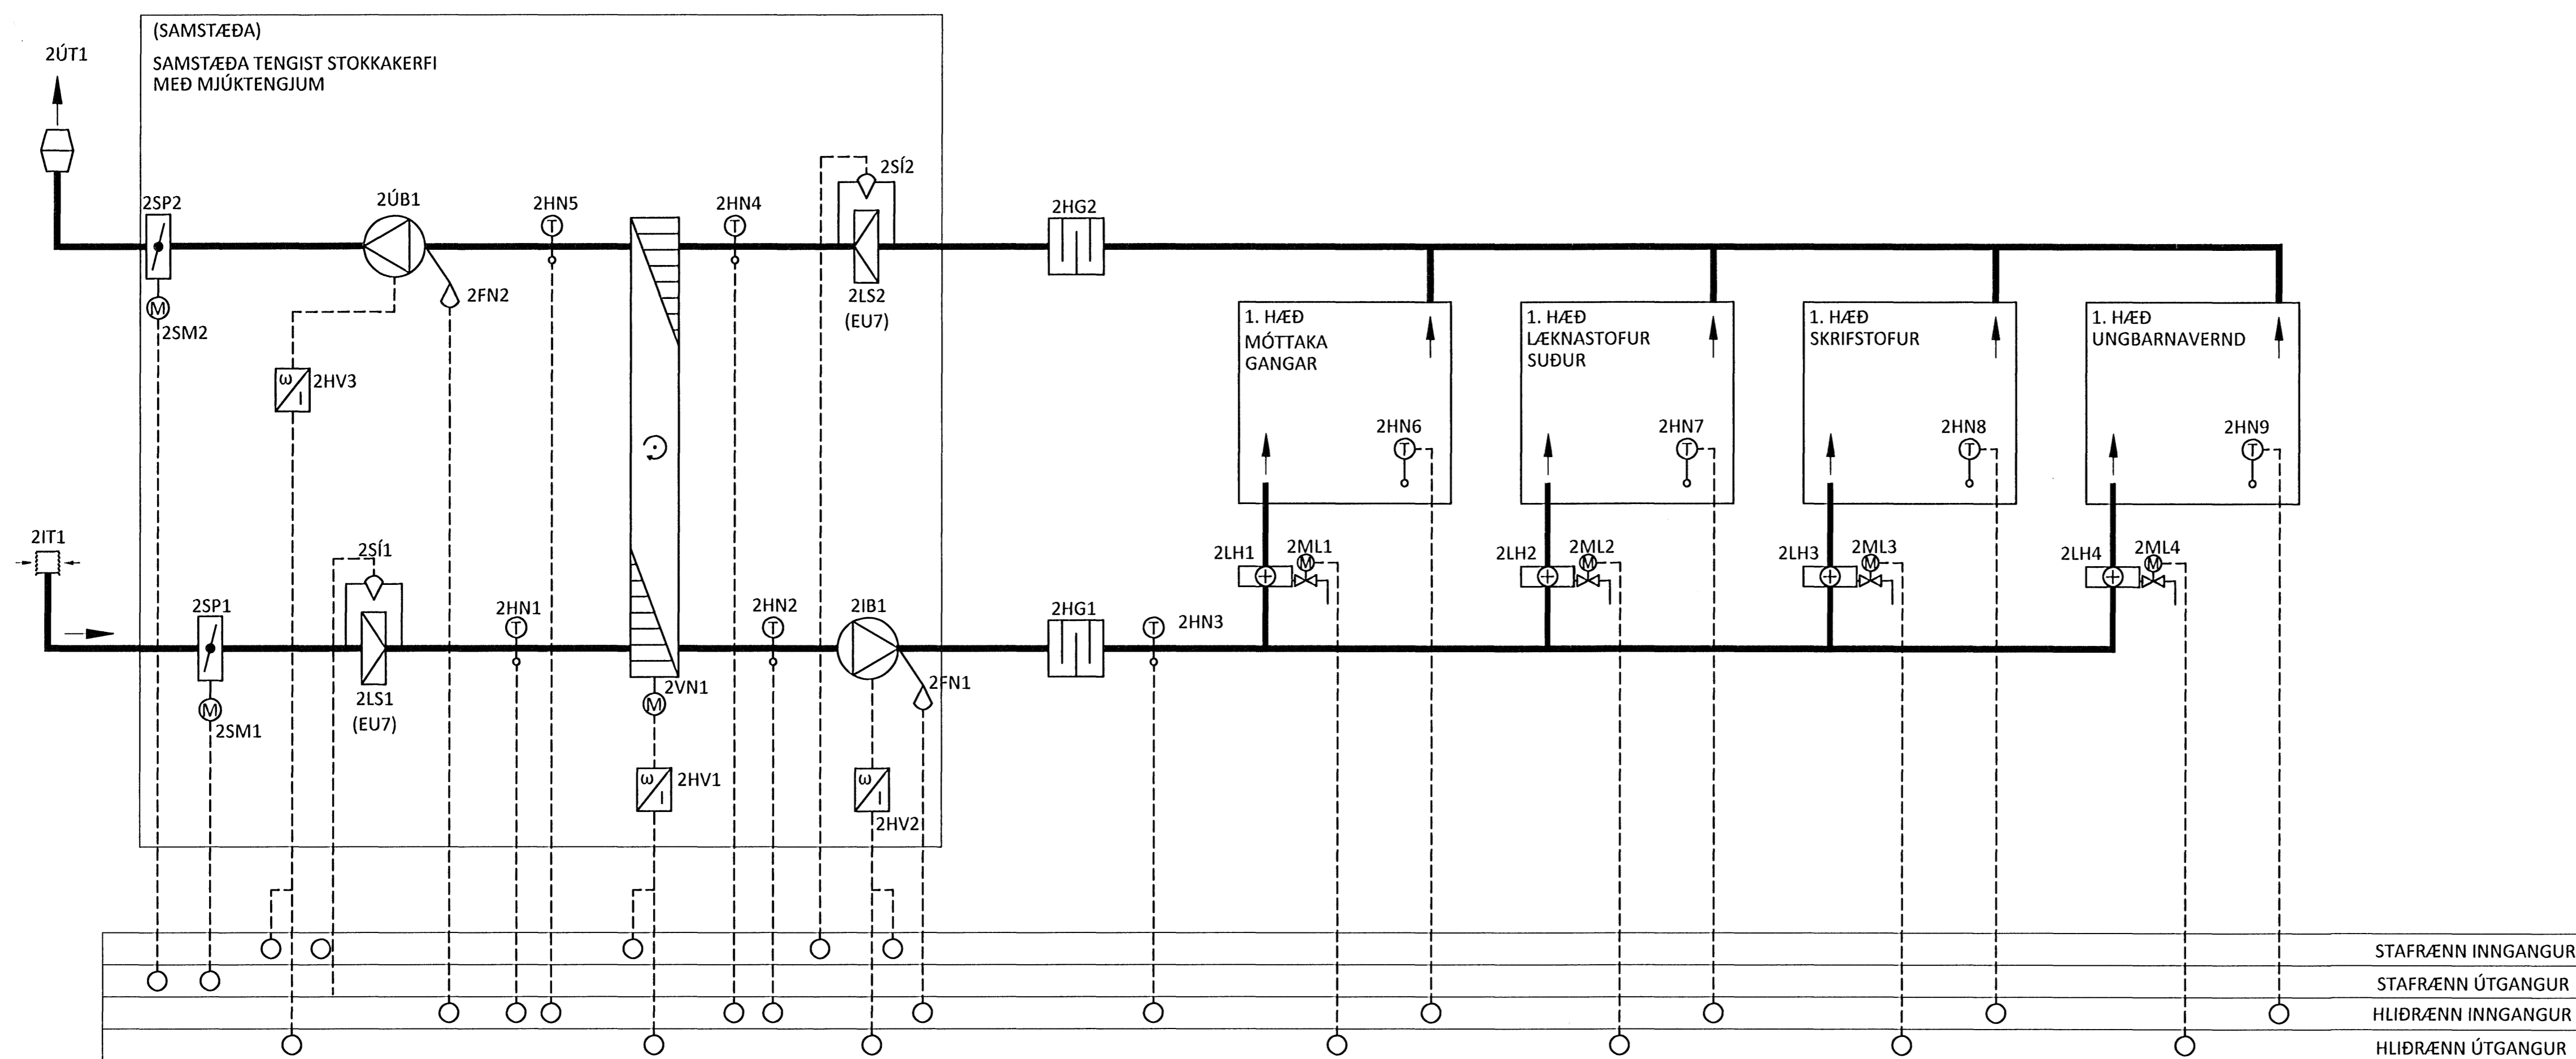 (SAMSTÆÐA)
SAMSTÆÐA TENGIST STOKKAKERFI
MEÐ MJÚKTENGJUM
2ÚT1
2SÍ2
2SP2
2ÚB1
2HN5
2HN4
2HG2
2FN2
2LS2
(EU7)
2SM2
2HV3
1. HÆÐ
MÓTTAKA
GANGAR
1. HÆÐ
LÆKNASTOFUR
SUÐUR
1. HÆÐ
SKRIFSTOFUR
1. HÆÐ
UNGBARNAVERND
T
T
M
ω
I
2HN6
2HN7
2HN8
2HN9
T
T
T
T
2IT1
2SÍ1
2LH1
2ML1
2LH2
2ML2
2LH3
2ML3
2LH4
2ML4
M
M
M
M
2SP1
2HN1
2HN2
2IB1
2HG1
2HN3
T
T
T
2LS1
(EU7)
2VN1
2FN1
M
M
2SM1
ω
I
2HV1
ω
I
2HV2
STAFRÆNN INNGANGUR
STAFRÆNN ÚTGANGUR
HLIÐRÆNN INNGANGUR
HLIÐRÆNN ÚTGANGUR